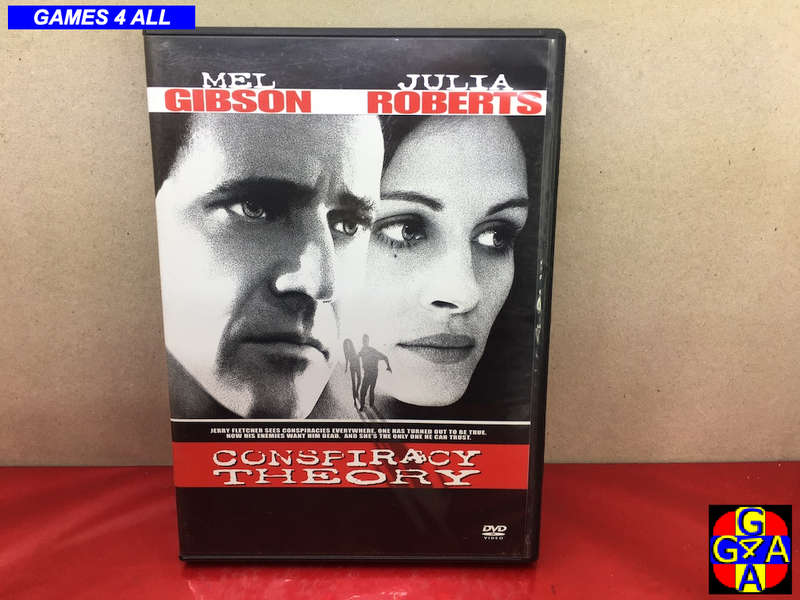 GAMES 4 ALL
MEL JULIA
GIBSON ROBERTS
JERRY FLETCHER SEES CONSPIRACIES EVERYWHERE. ONE HAS TURNED OUT TO BE TRUE.
NOW HIS ENEMIES WANT HIM DEAD. AND SHE'S THE ONLY ONE HE CAN TRUST.
CONSPIRACY
THEORY
DVD
VIDEO
G
G4A
A